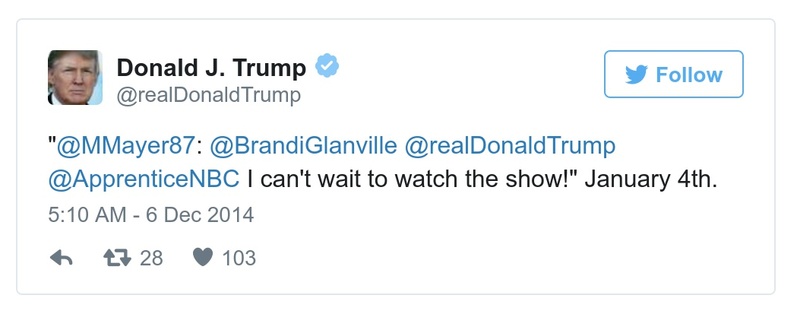 Donald J. Trump
@realDonaldTrump
Follow
"@MMayer87: @BrandiGlanville @realDonaldTrump
@ApprenticeNBC I can't wait to watch the show!" January 4th.
5:10 AM - 6 Dec 2014
28 103